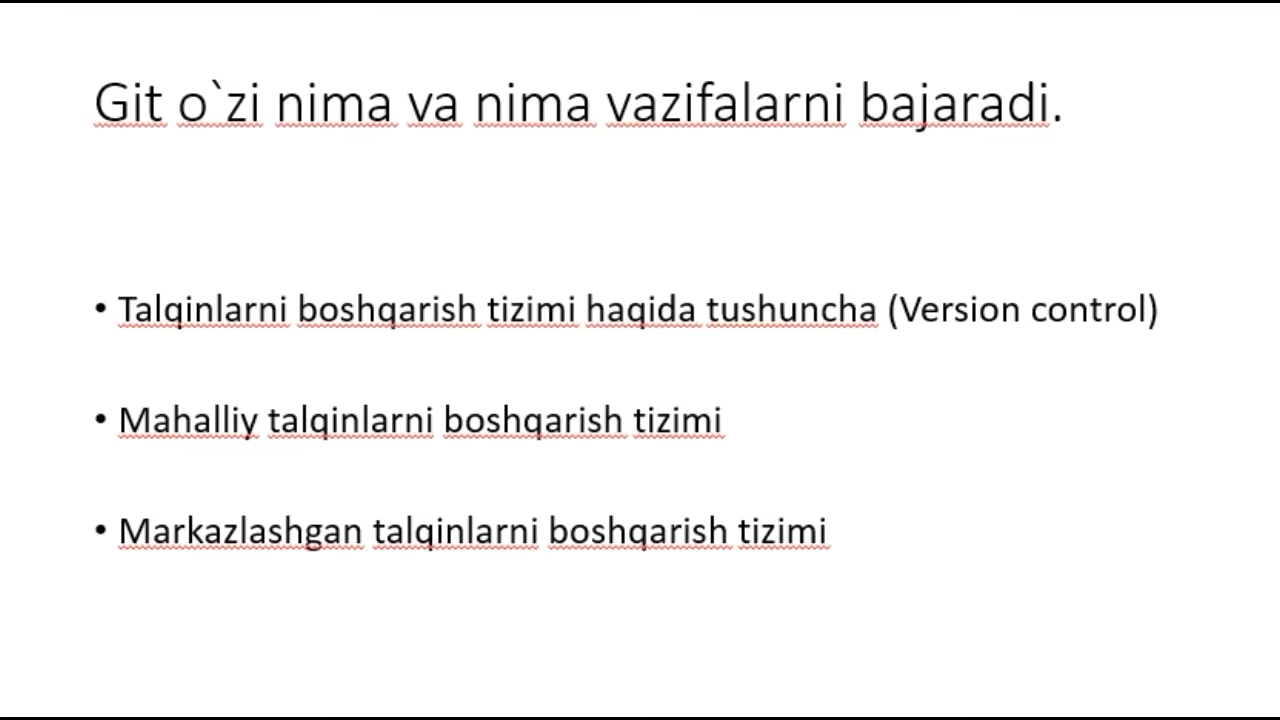 Git o`zi nima va nima vazifalarni bajaradi.
• Talqinlarni boshqarish tizimi haqida tushuncha (Version control)
• Mahalliy talqinlarni boshqarish tizimi
• Markazlashgan talqinlarni boshqarish tizimi